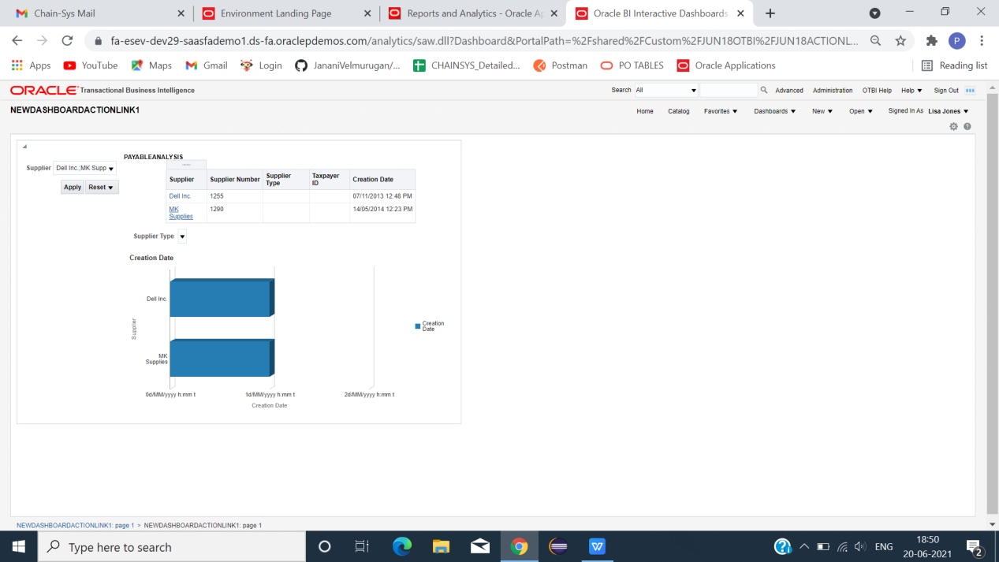 Chain-Sys Mail
Environment Landing Page
Reports and Analytics - Oracle Ap
Oracle BI Interactive Dashboards
fa-esev-dev29-saasfademo1.ds-fa.oraclepdemos.com/analytics/saw.dll?Dashboard&PortalPath=%2Fshared%2FCustom%2FJUN18OTBI%2FJUN18ACTIONL...
P
Apps
YouTube
Maps
Gmail
Login
JananiVelmurugan/...
CHAINSYS_Detailed...
Postman
PO TABLES
Oracle Applications
Reading list
ORACLE Transactional Business Intelligence
Search All
Advanced
Administration
OTBI Help
Help
Sign Out
NEWDASHBOARDACTIONLINK1
Home
Catalog
Favorites
Dashboards
New
Open
Signed In As Lisa Jones
Supplier Dell Inc.;MK Supp
Apply
Reset
PAYABLEANALYSIS
Supplier
Supplier Number
Supplier
Type
Taxpayer
ID
Creation Date
Dell Inc.
1255
07/11/2013 12:48 PM
MK
Supplies
1290
14/05/2014 12:23 PM
Supplier Type
Creation Date
Supplier
Dell Inc.
MK
Supplies
0d/MM/yyyy h:mm t
1d/MM/yyyy h:mm t
2d/MM/yyyy h:mm t
Creation Date
Creation
Date
NEWDASHBOARDACTIONLINK1: page 1 > NEWDASHBOARDACTIONLINK1: page 1
Type here to search
W
ENG
18:50
20-06-2021
2